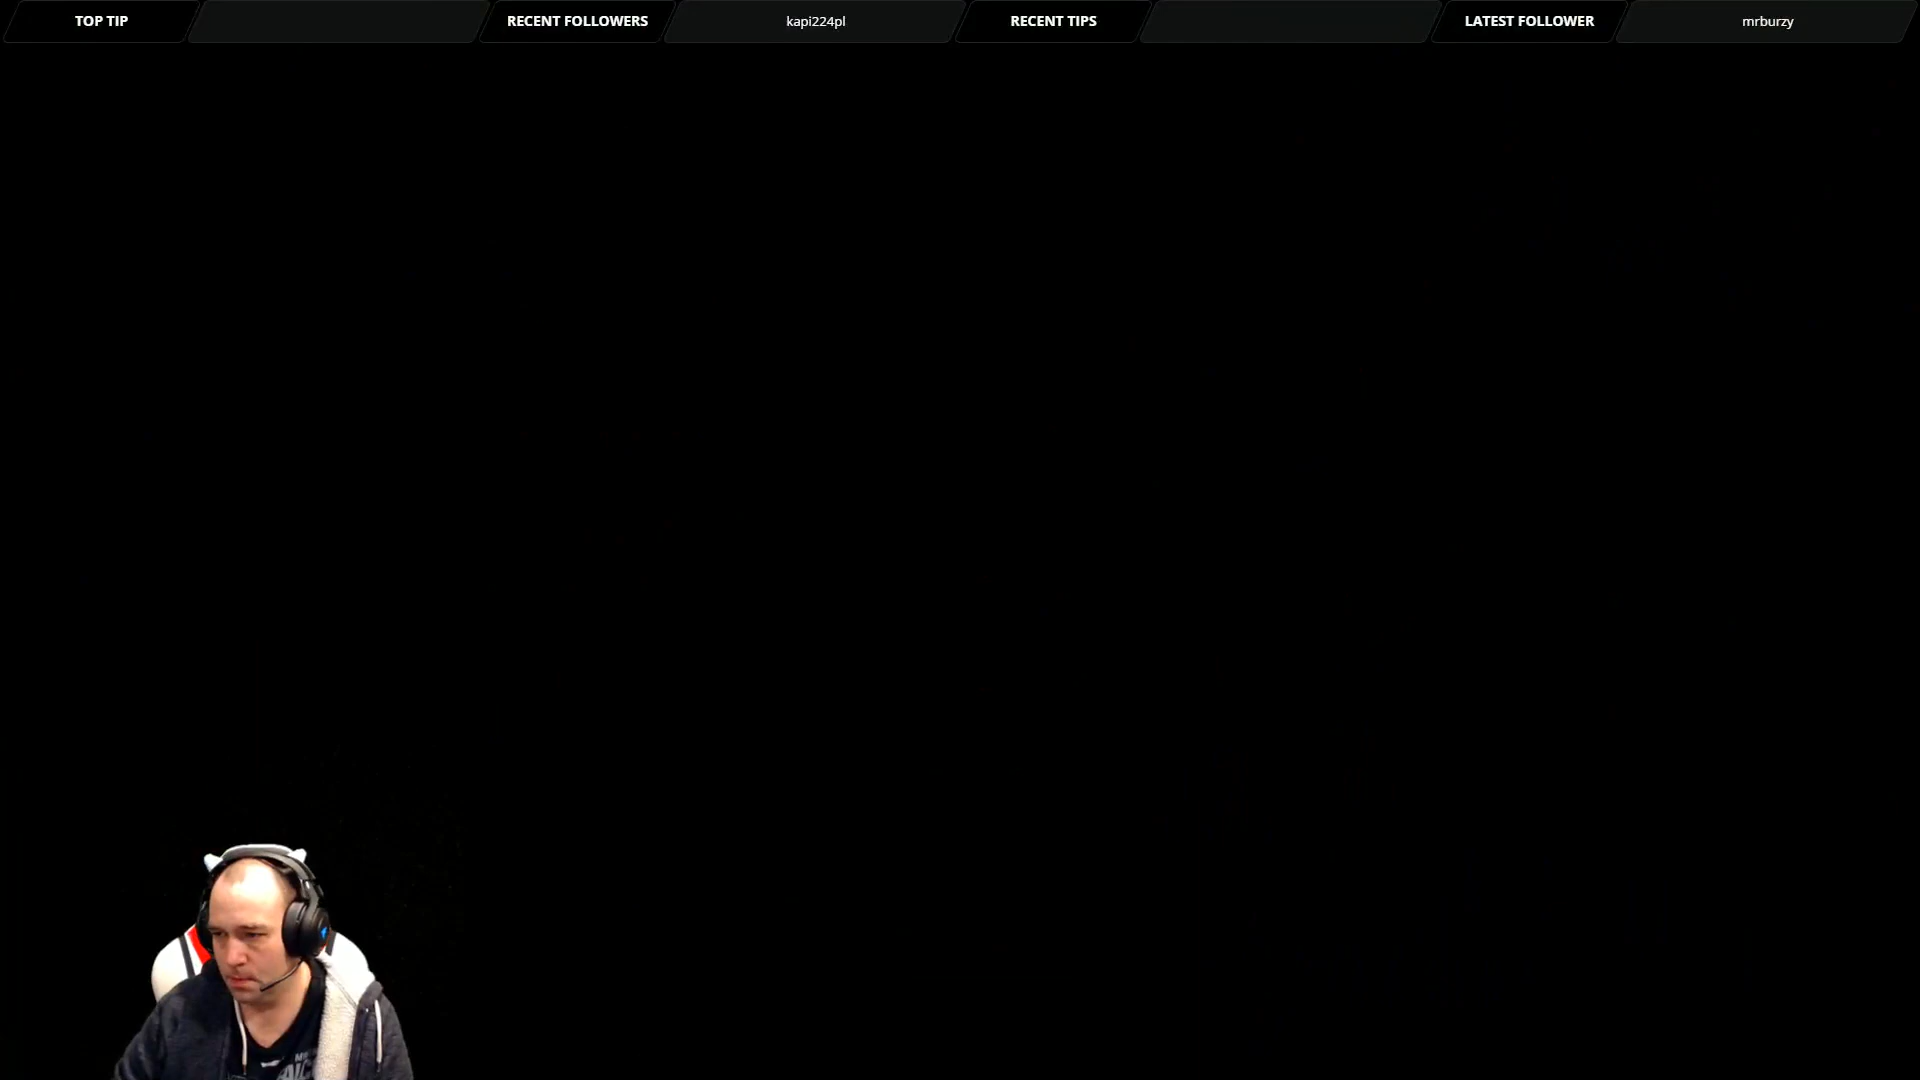 TOP TIP
RECENT FOLLOWERS
kapi224pl
RECENT TIPS
LATEST FOLLOWER
mrburzy